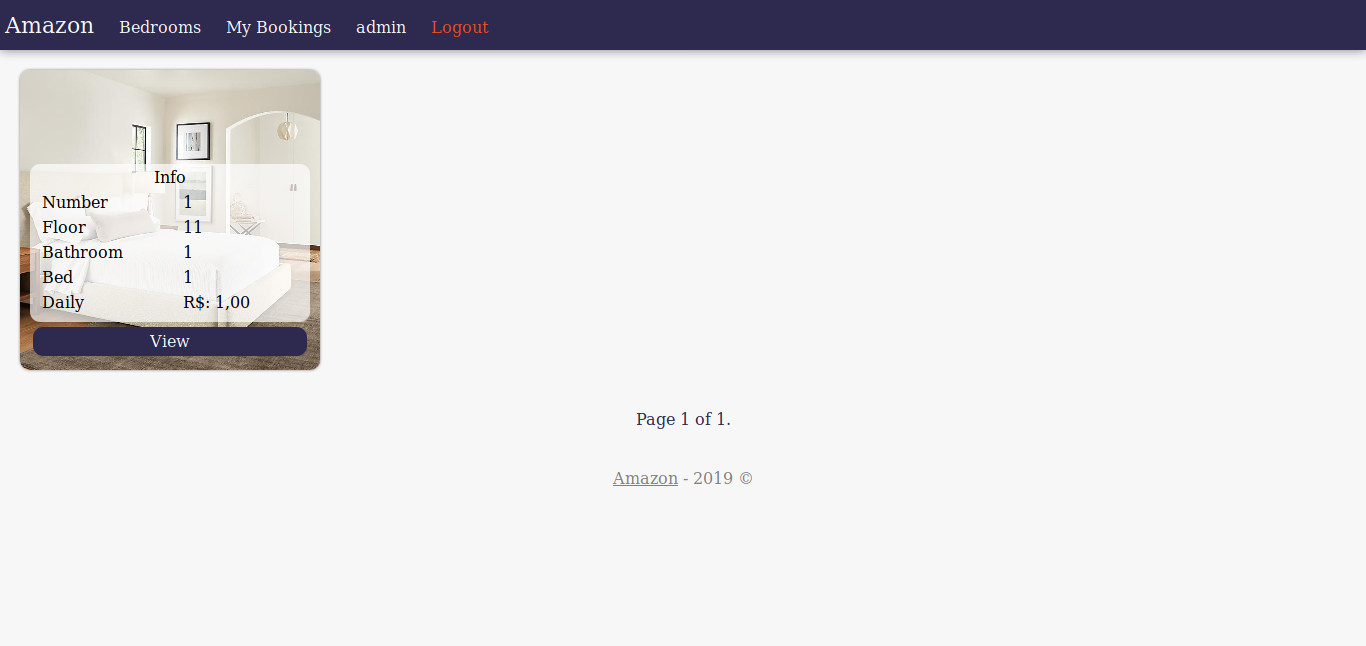 Amazon Bedrooms My Bookings admin Logout
Info
Number 1
Floor 11
Bathroom 1
Bed 1
Daily R$: 1,00
View
Page 1 of 1.
Amazon - 2019 ©